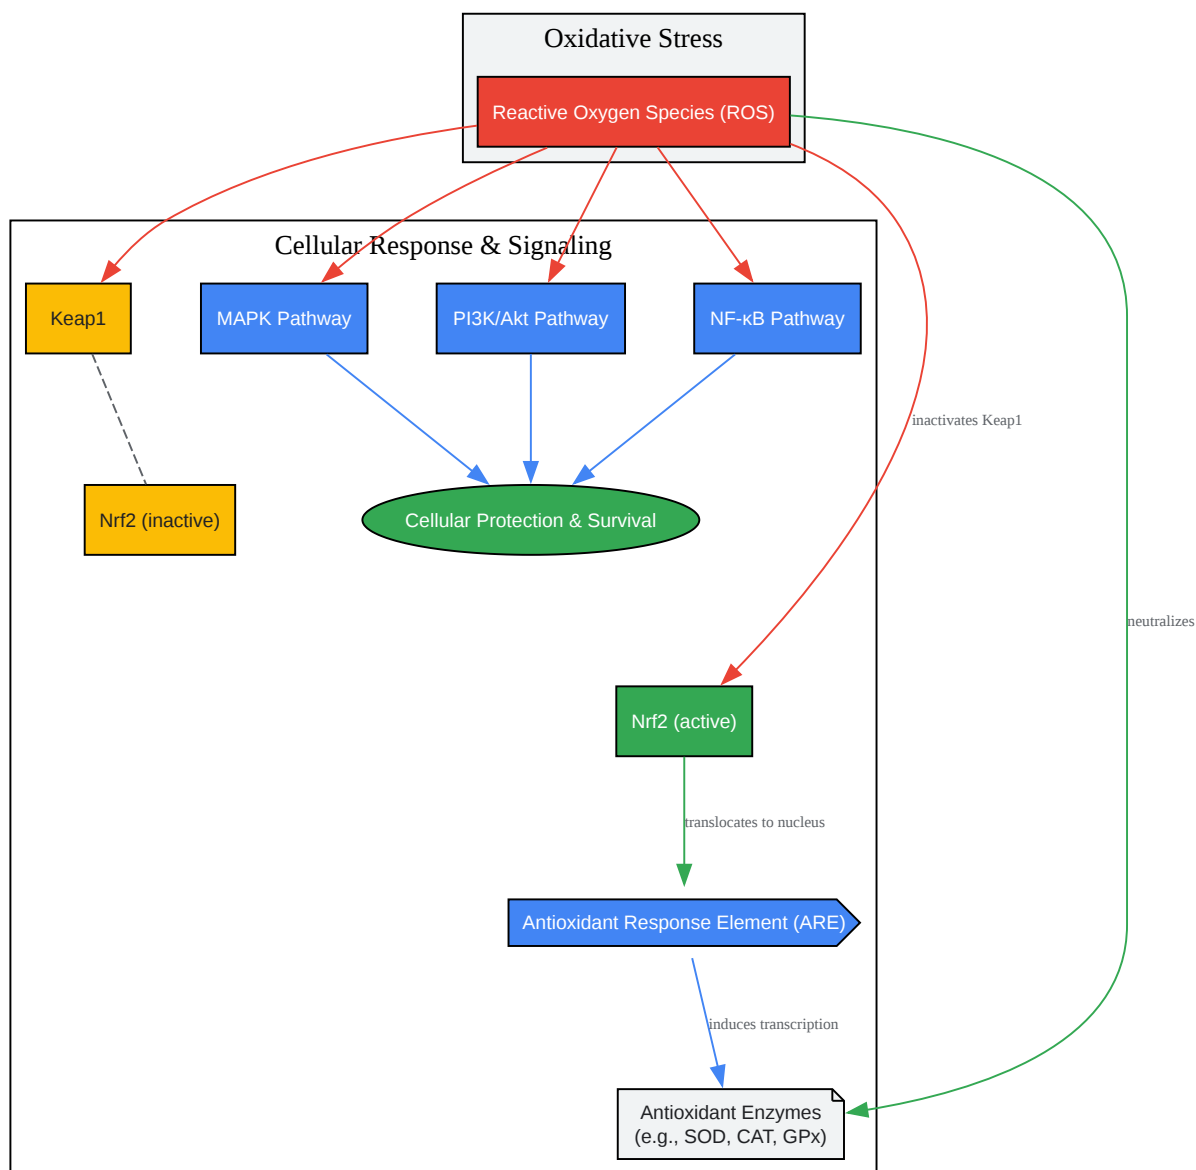 Oxidative Stress
Reactive Oxygen Species (ROS)
Cellular Response & Signaling
Keap1
MAPK Pathway
PI3K/Akt Pathway
NF-κB Pathway
inactivates Keap1
Nrf2 (inactive)
Cellular Protection & Survival
neutralizes
Nrf2 (active)
translocates to nucleus
Antioxidant Response Element (ARE)
induces transcription
Antioxidant Enzymes
(e.g., SOD, CAT, GPx)